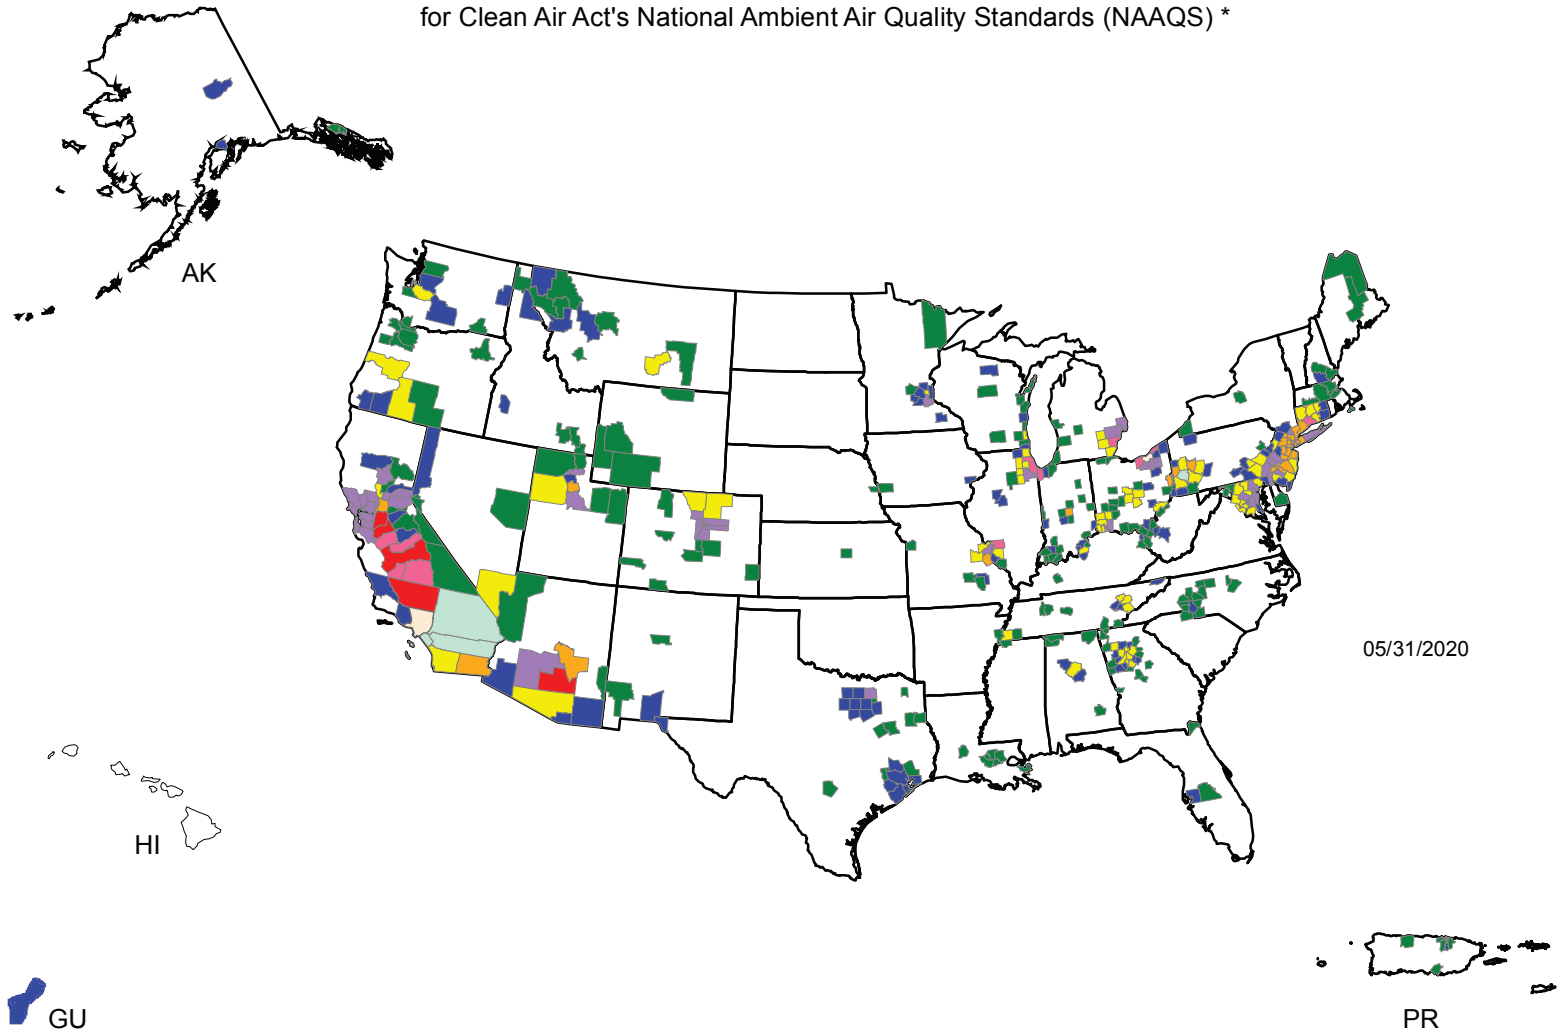 for Clean Air Act's National Ambient Air Quality Standards (NAAQS) *
AK
05/31/2020
HI
GU
PR